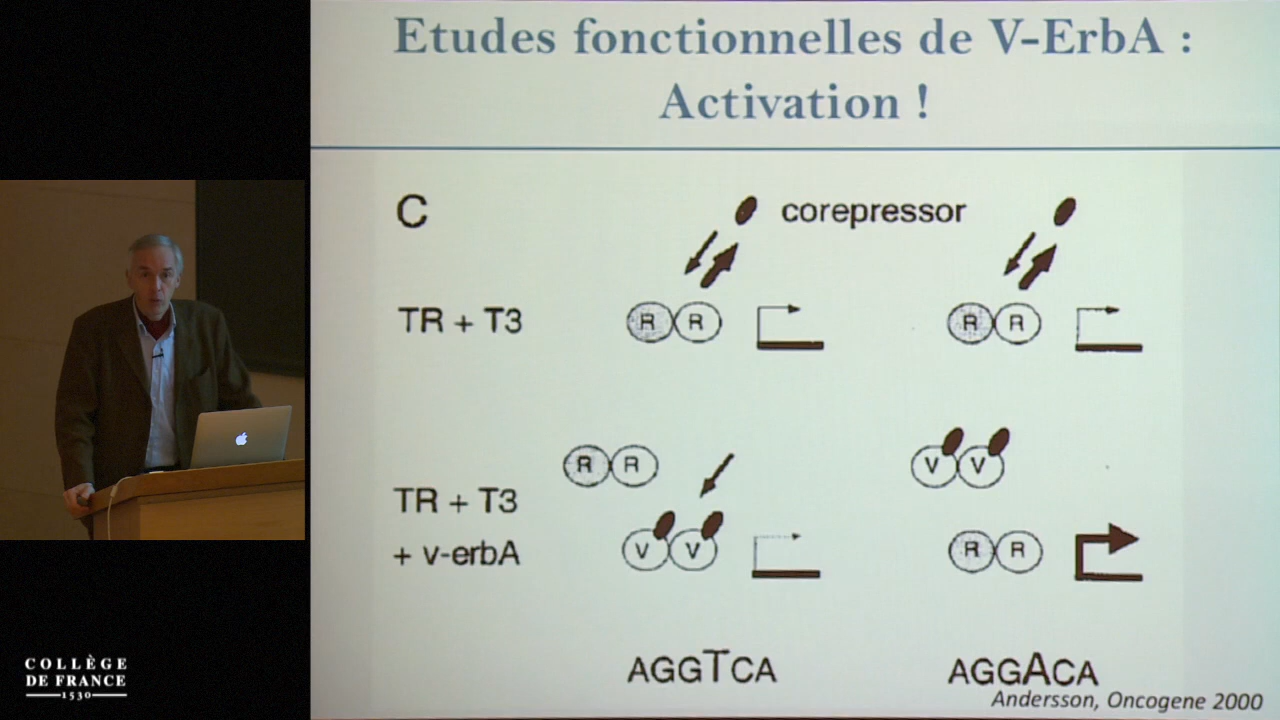 Etudes fonctionnelles de V-ErbA :
Activation !
C
corepressor
TR + T3
R R
R R
R R
V V
TR + T3
+ v-erbA
V V
R R
AGGTCA
AGGACA
Andersson, Oncogene 2000
COLLÈGE
DE FRANCE
1530